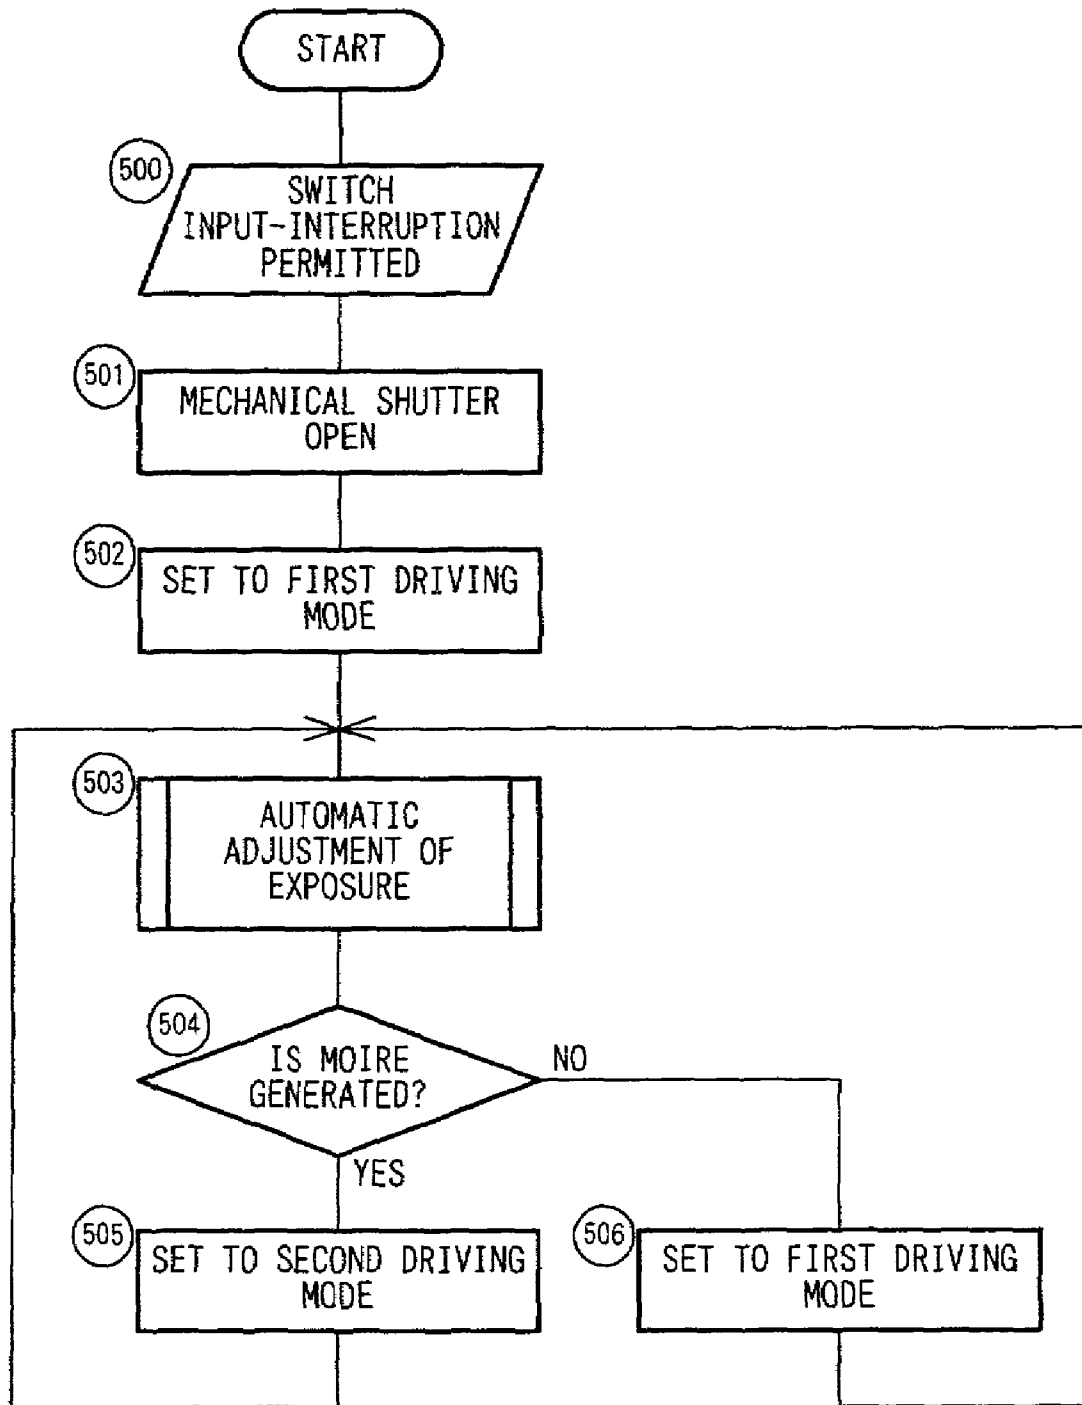 START
500
SWITCH
INPUT-INTERRUPTION
PERMITTED
501
MECHANICAL SHUTTER
OPEN
502
SET TO FIRST DRIVING
MODE
503
AUTOMATIC
ADJUSTMENT OF
EXPOSURE
504
IS MOIRE
GENERATED?
NO
YES
505
SET TO SECOND DRIVING
MODE
506
SET TO FIRST DRIVING
MODE